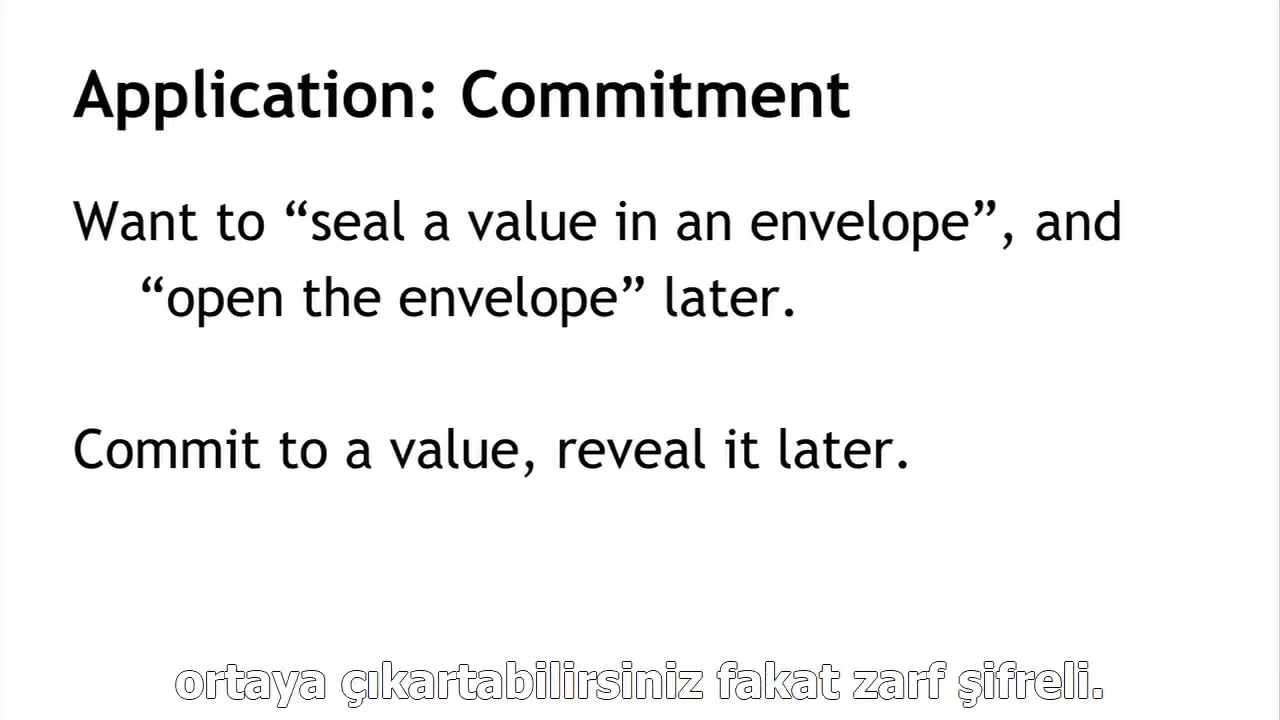 Application: Commitment
Want to “seal a value in an envelope”, and
“open the envelope” later.
Commit to a value, reveal it later.
ortaya çıkartabilirsiniz fakat zarf şifreli.